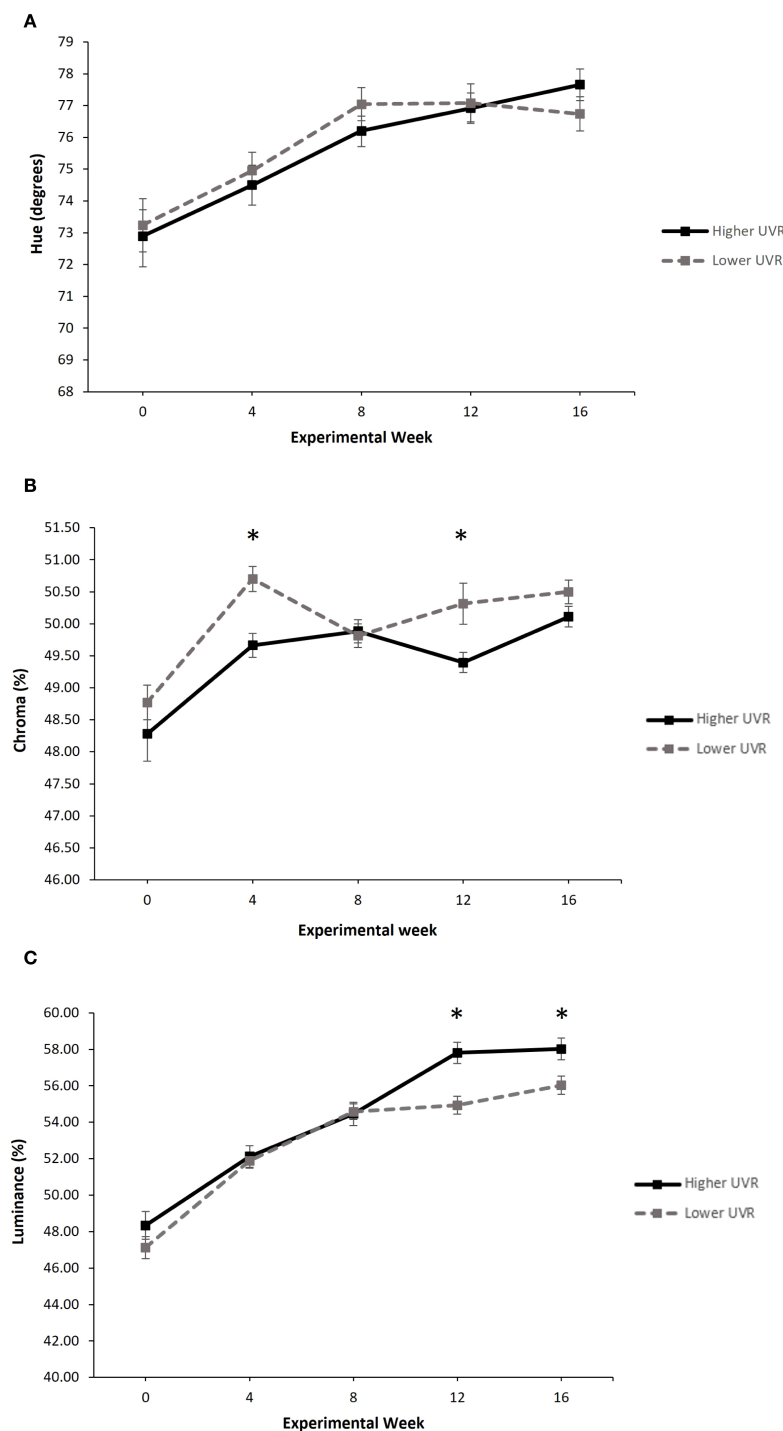 A
79
78
77
76
75
74
73
72
71
70
69
68
Hue (degrees)
0 4 8 12 16
Experimental Week
Higher UVR
Lower UVR
B
51.50
51.00
50.50
50.00
49.50
49.00
48.50
48.00
47.50
47.00
46.50
46.00
Chroma (%)
* *
0 4 8 12 16
Experimental week
Higher UVR
Lower UVR
C
60.00
58.00
56.00
54.00
52.00
50.00
48.00
46.00
44.00
42.00
40.00
Luminance (%)
* *
0 4 8 12 16
Experimental Week
Higher UVR
Lower UVR